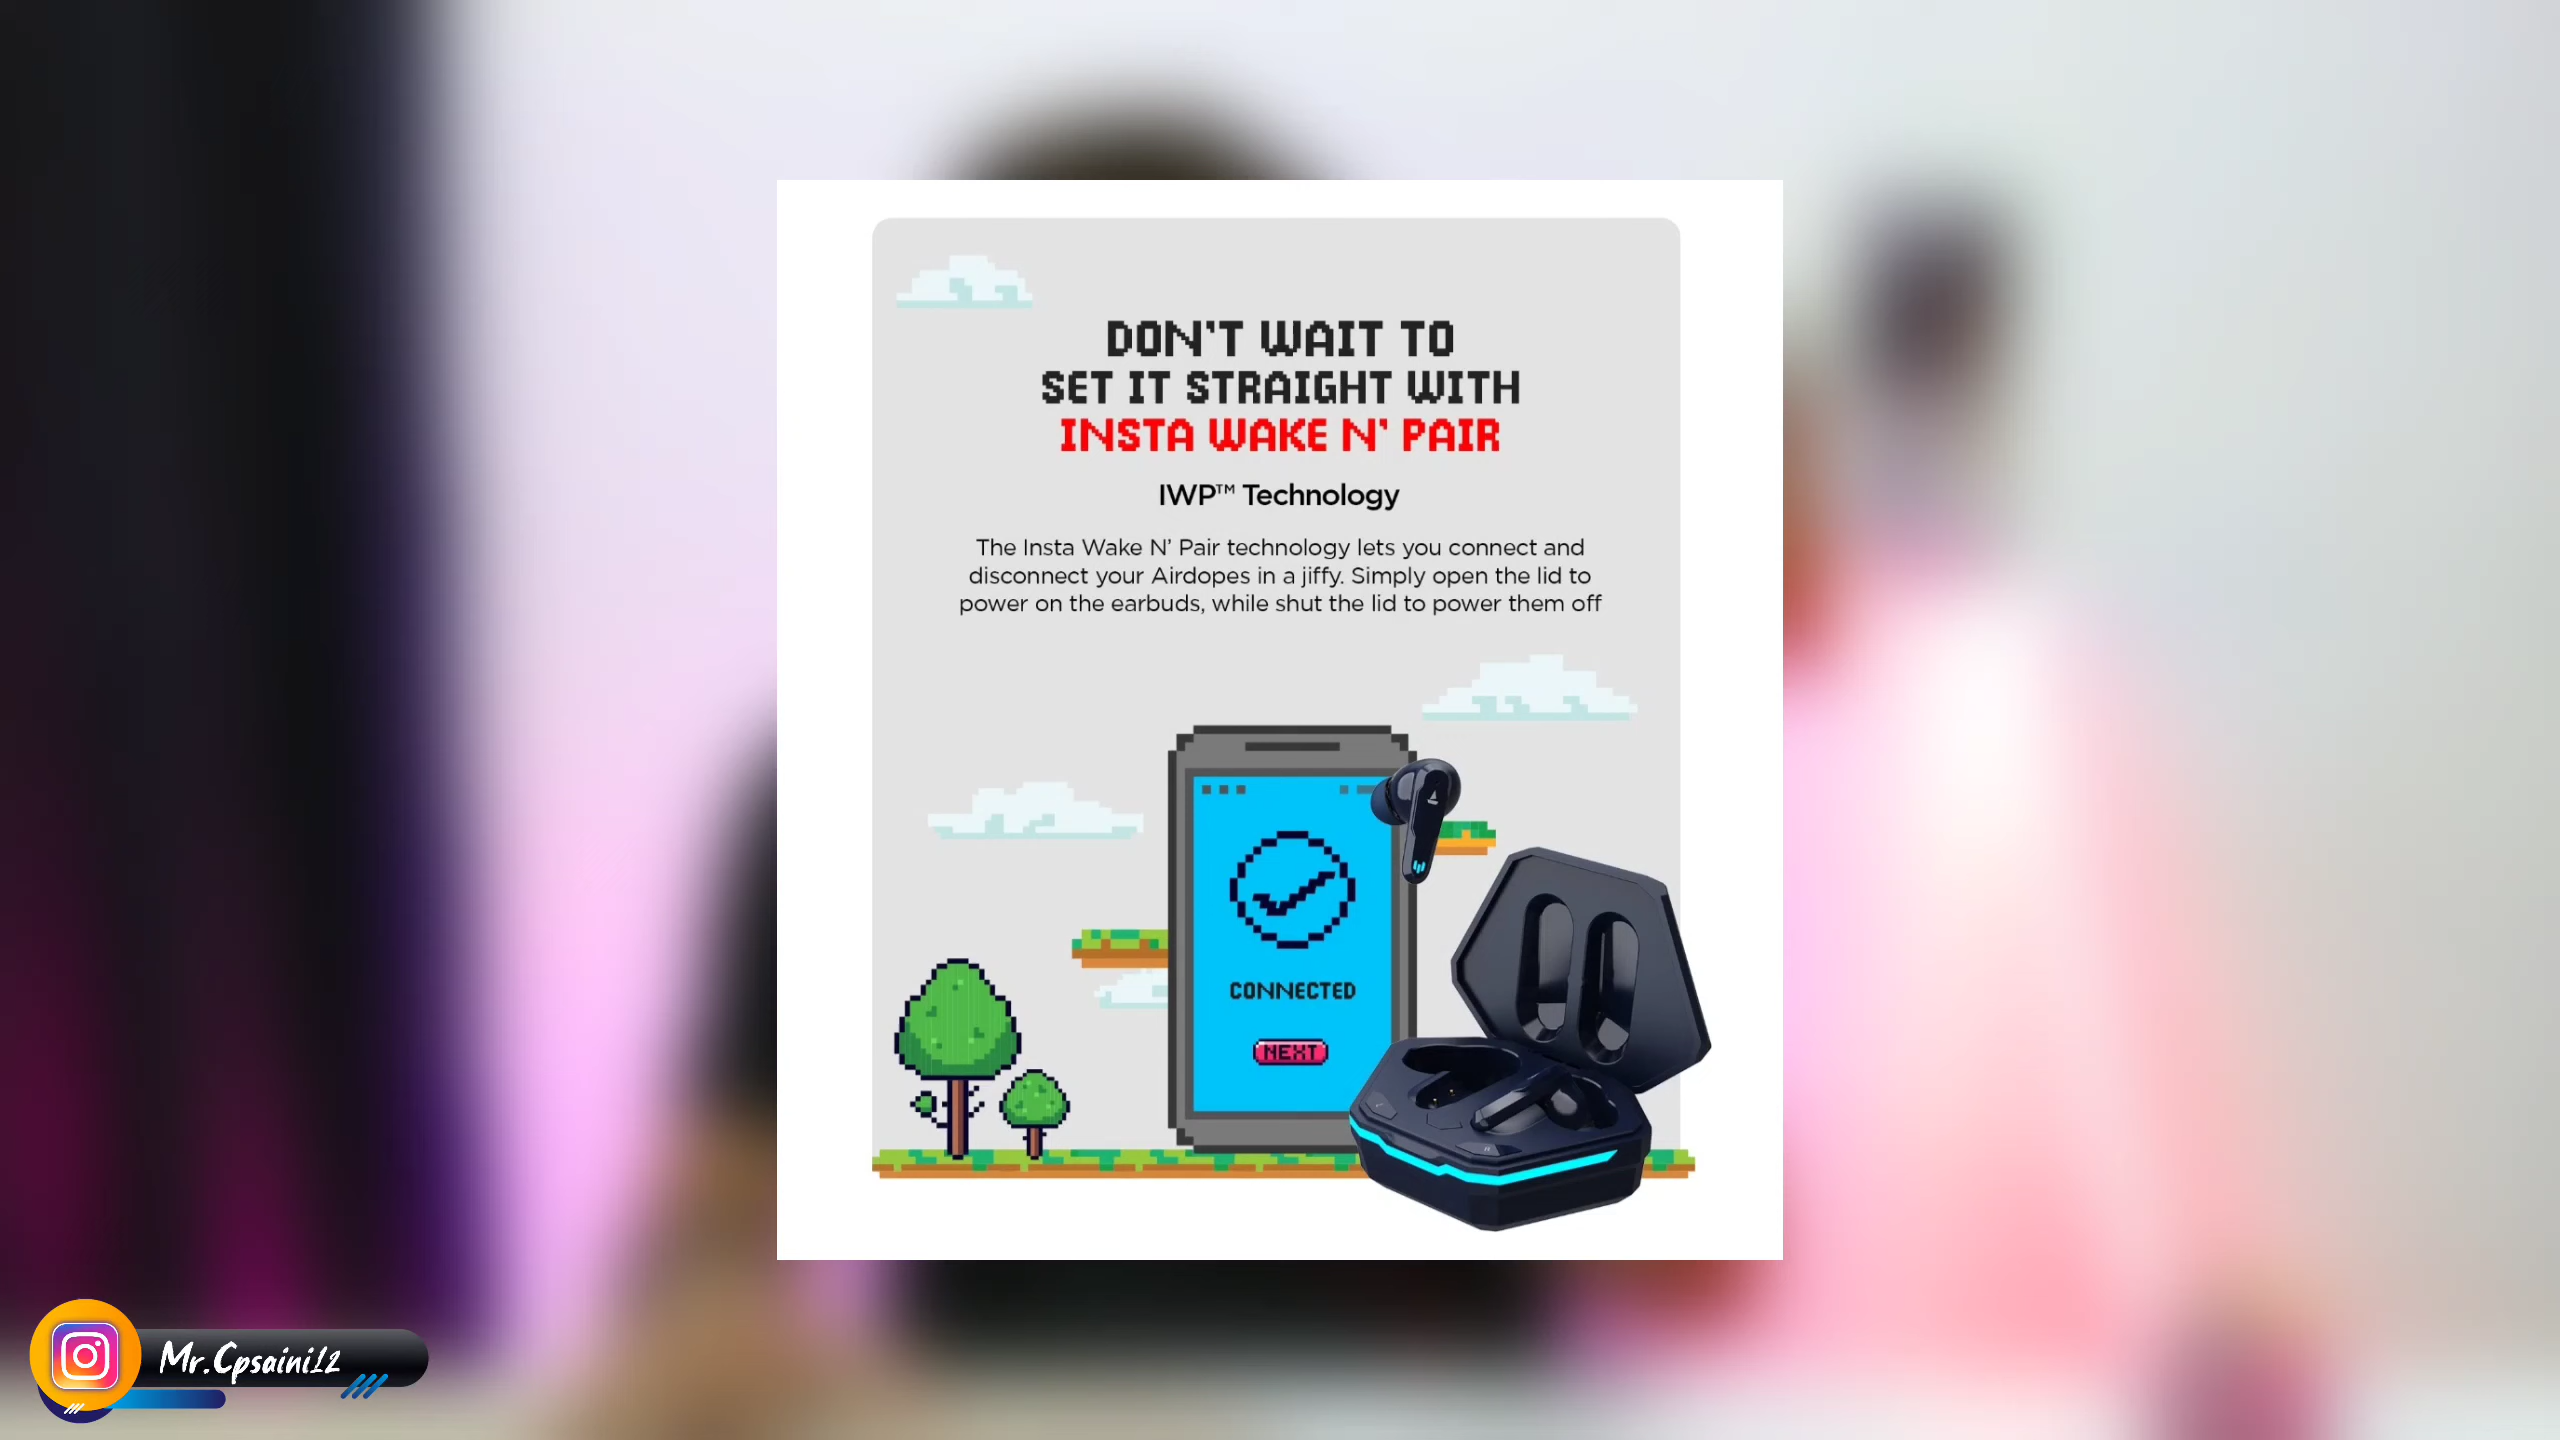 DON'T WAIT TO
SET IT STRAIGHT WITH
INSTA WAKE N' PAIR
IWP™ Technology
The Insta Wake N' Pair technology lets you connect and
disconnect your Airdopes in a jiffy. Simply open the lid to
power on the earbuds, while shut the lid to power them off
CONNECTED
NEXT
Mr.Cpsaini12